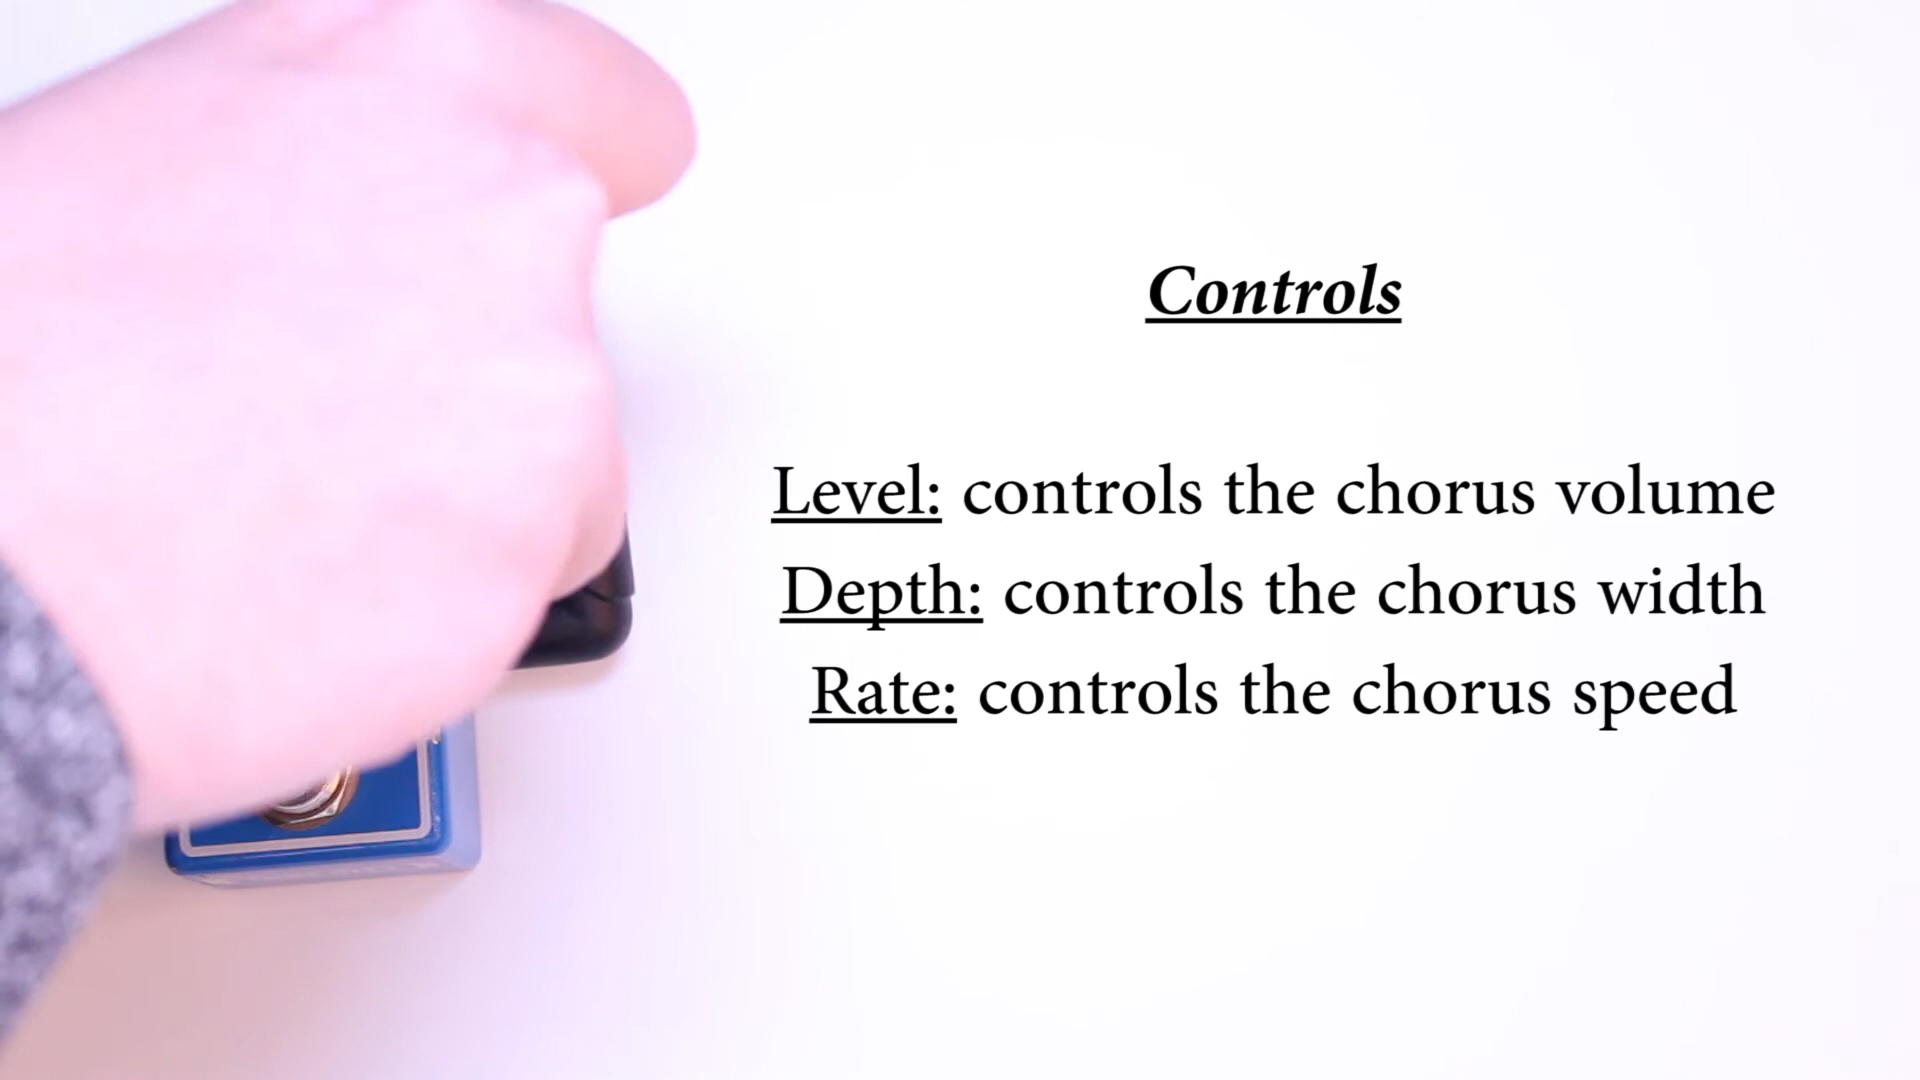 Controls
Level: controls the chorus volume
Depth: controls the chorus width
Rate: controls the chorus speed